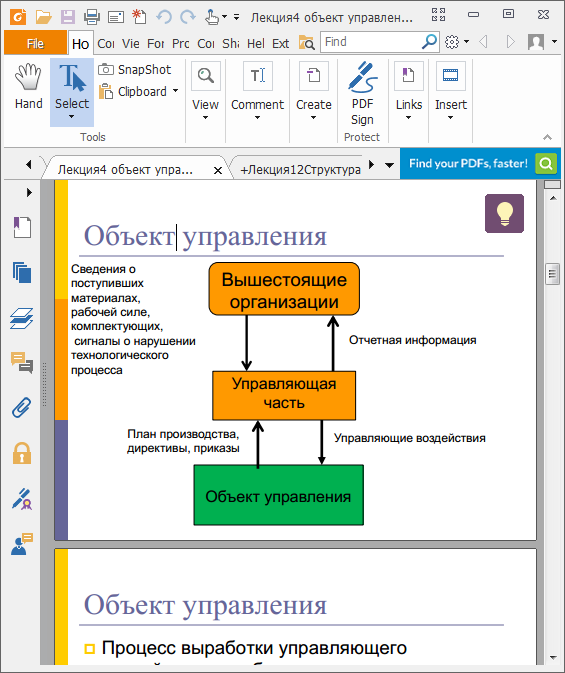 Лекция4 объект управлен...
File
Ho
Co
Vie
For
Pro
Co
Sha
Hel
Ext
Find
Hand
Select
SnapShot
Clipboard
View
Comment
Create
PDF
Sign
Links
Insert
Tools
Protect
Лекция4 объект упра...
+Лекция12Структура
Find your PDFs, faster!
Объект управления
Сведения о
поступивших
материалах,
рабочей силе,
комплектующих,
сигналы о нарушении
технологического
процесса
Вышестоящие
организации
Отчетная информация
Управляющая
часть
План производства,
директивы, приказы
Управляющие воздействия
Объект управления
Объект управления
Процесс выработки управляющего